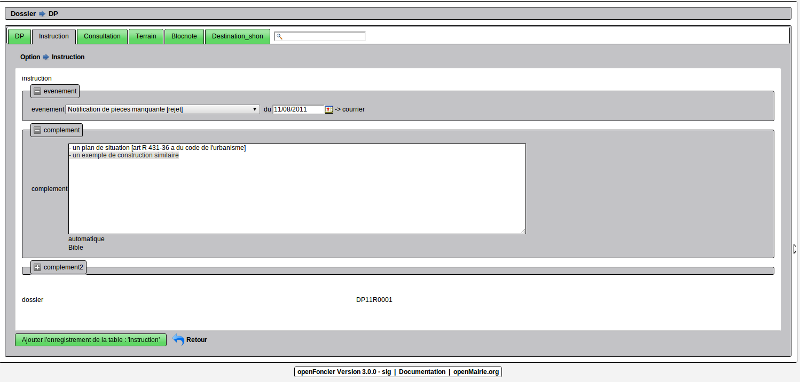 Dossier DP
DP Instruction Consultation Terrain Blocnote Destination_shon
Option Instruction
instruction
evenement
evenement Notification de pieces manquante [rejet] du 11/08/2011 -> courrier
complement
- un plan de situation [art R 431-36 a du code de l'urbanisme]
- un exemple de construction similaire
complement
automatique
Bible
complement2
dossier DP11R0001
Ajouter l'enregistrement de la table : 'instruction' Retour
openFoncier Version 3.0.0 - sig | Documentation | openMairie.org